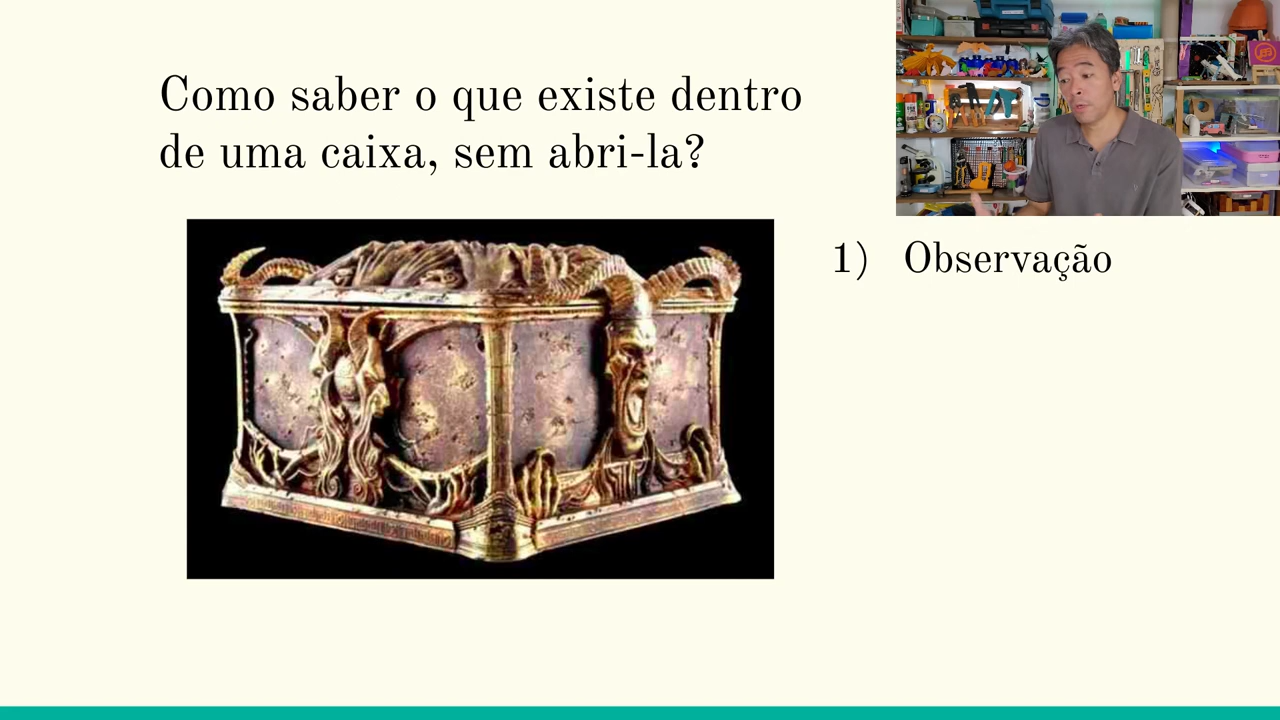 Como saber o que existe dentro
de uma caixa, sem abri-la?
1) Observação